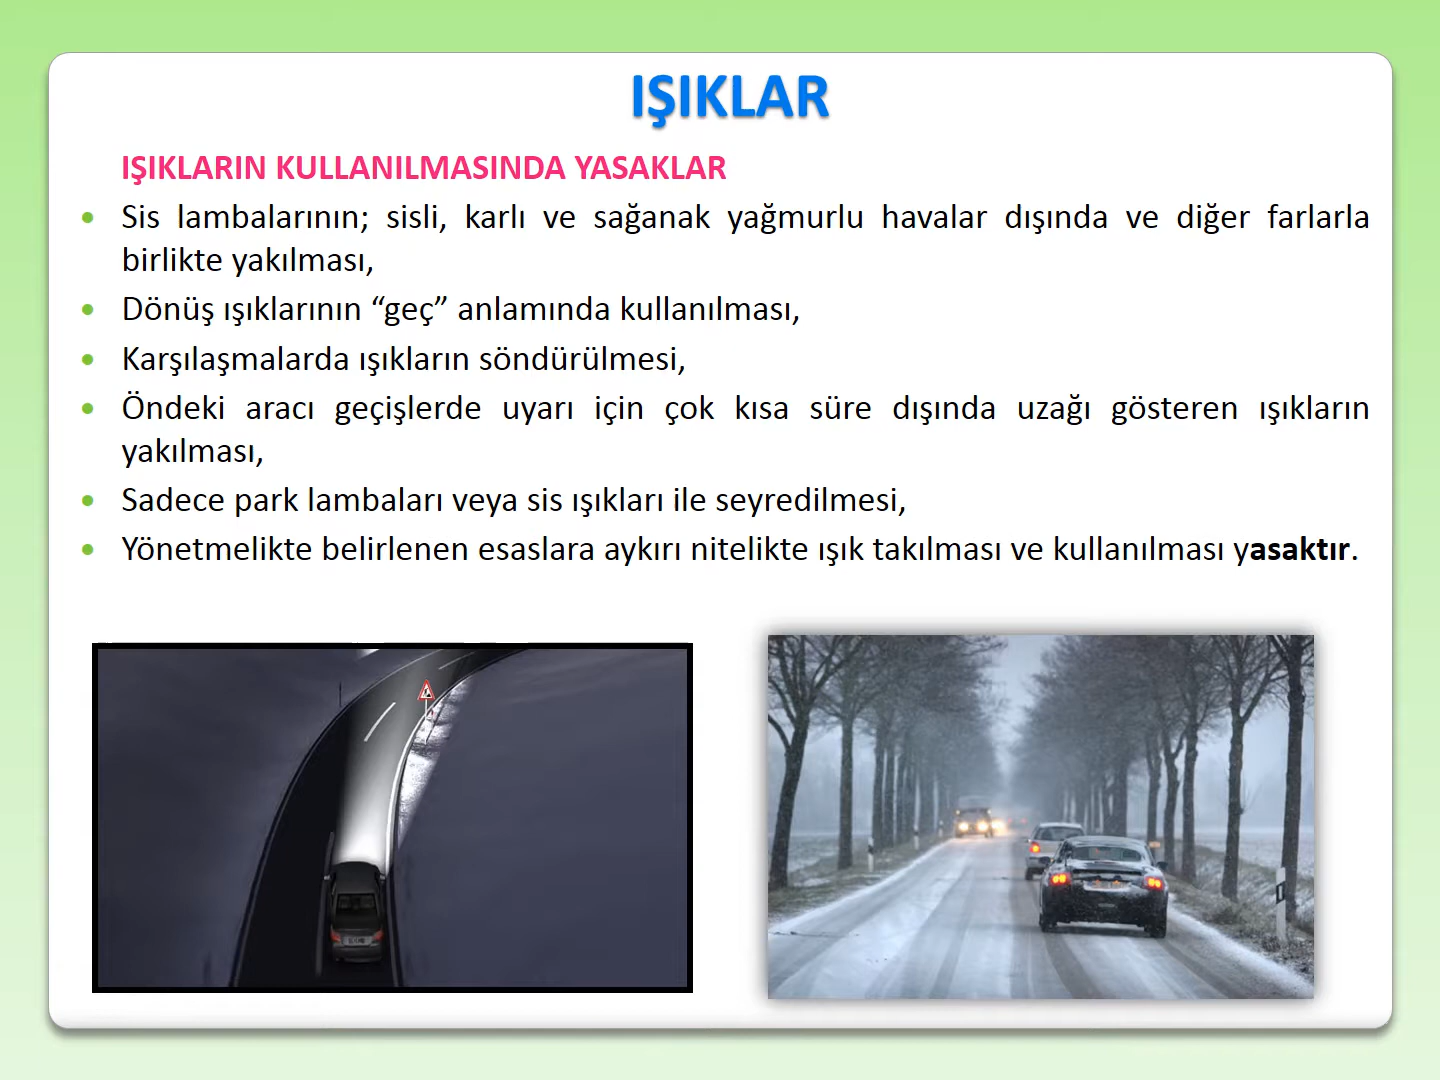 IŞIKLAR
IŞIKLARIN KULLANILMASINDA YASAKLAR
• Sis lambalarının; sisli, karlı ve sağanak yağmurlu havalar dışında ve diğer farlarla
birlikte yakılması,
• Dönüş ışıklarının “geç” anlamında kullanılması,
• Karşılaşmalarda ışıkların söndürülmesi,
• Öndeki aracı geçişlerde uyarı için çok kısa süre dışında uzağı gösteren ışıkların
yakılması,
• Sadece park lambaları veya sis ışıkları ile seyredilmesi,
• Yönetmelikte belirlenen esaslara aykırı nitelikte ışık takılması ve kullanılması yasaktır.